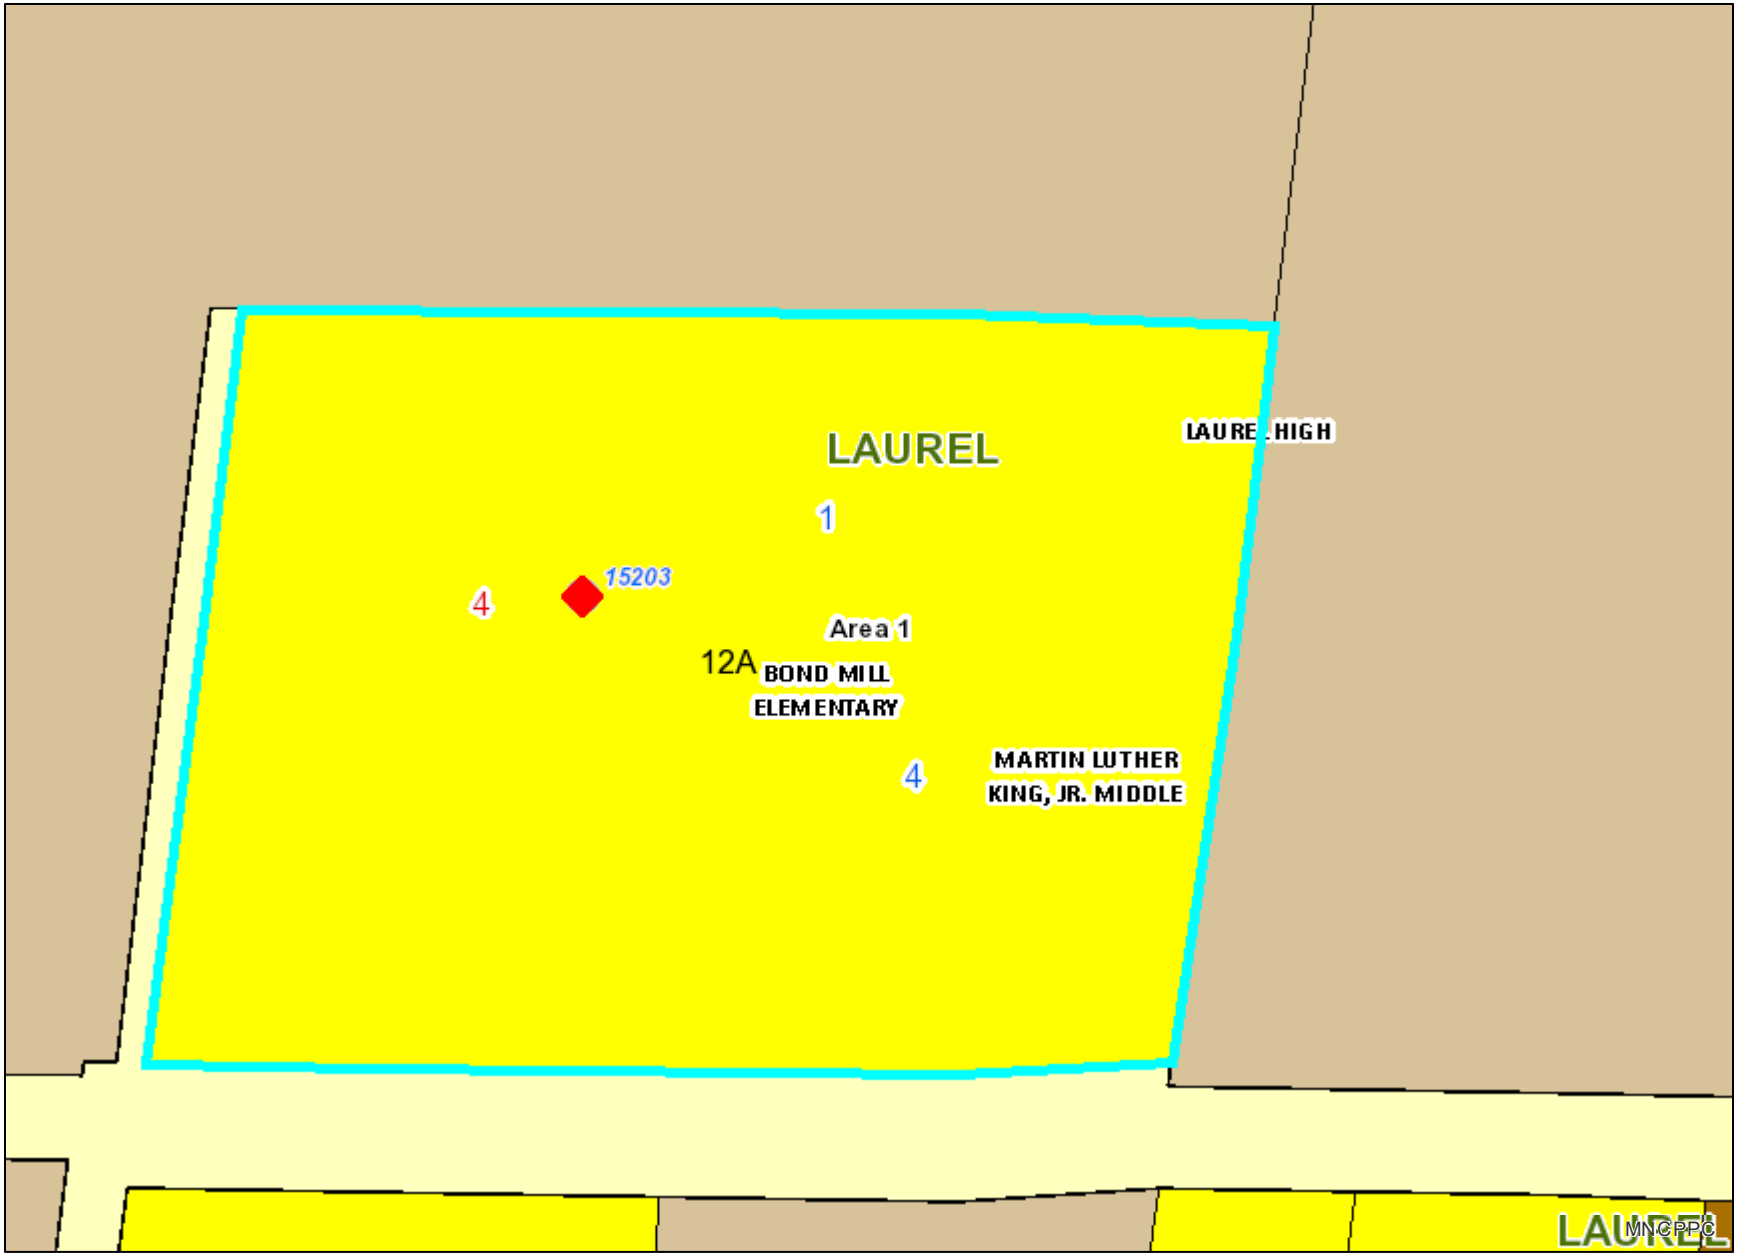 LAUREL HIGH
LAUREL
1
15203
4
Area 1
12A
BOND MILL
ELEMENTARY
MARTIN LUTHER
KING, JR. MIDDLE
4
LAUREL
MNCPPC